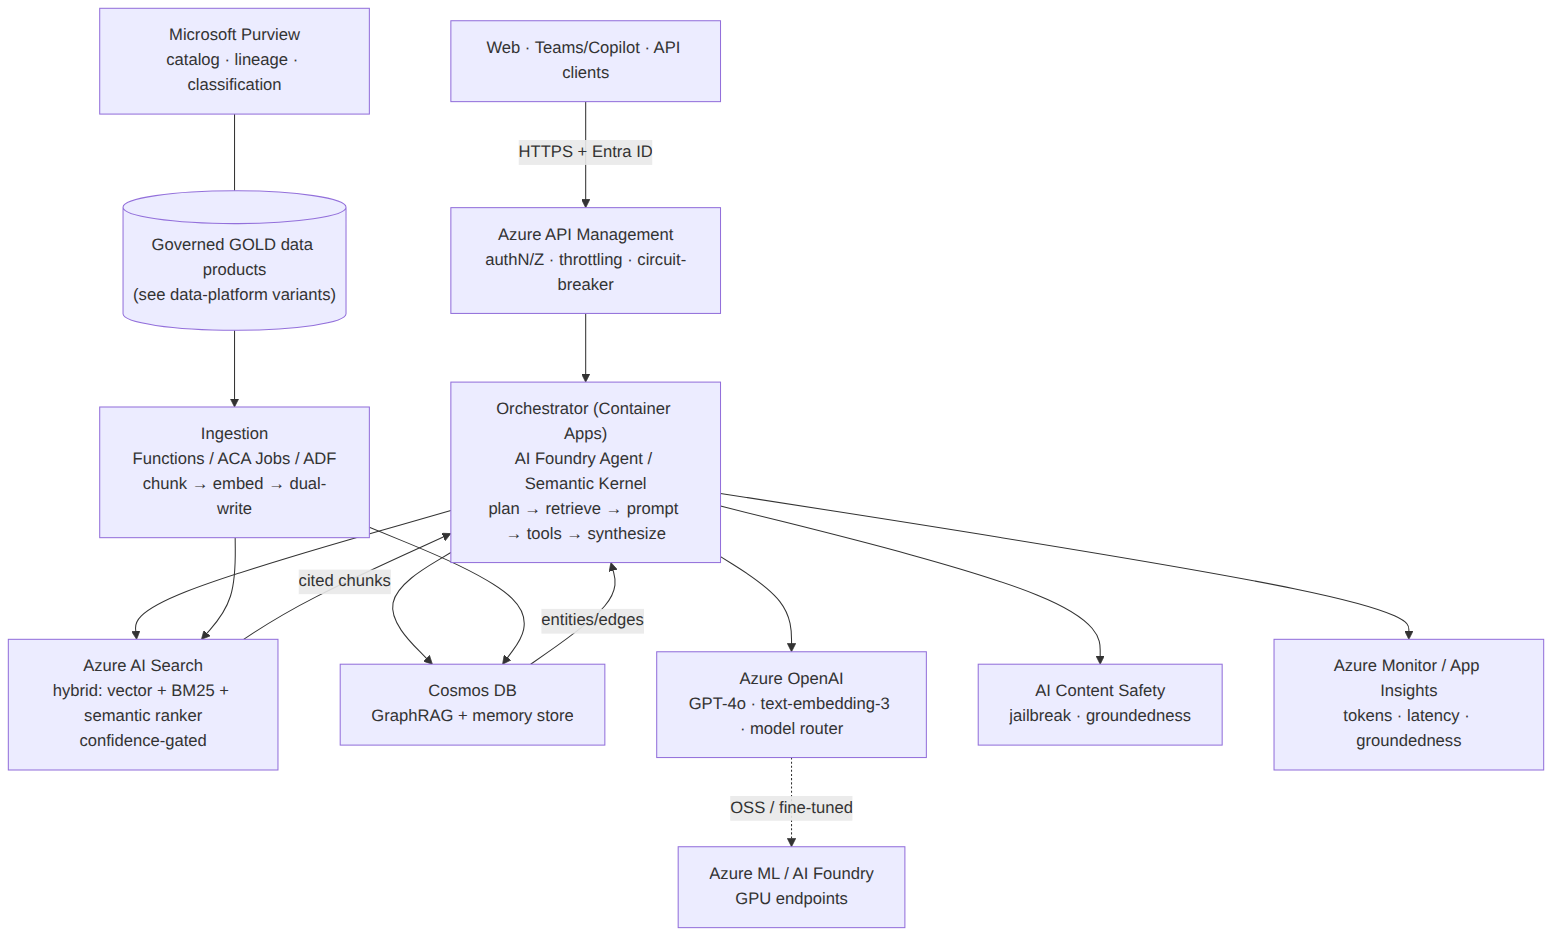 Microsoft Purview
catalog · lineage ·
classification
Web · Teams/Copilot · API
clients
HTTPS + Entra ID
Governed GOLD data
products
(see data-platform variants)
Azure API Management
authN/Z · throttling · circuit-
breaker
Ingestion
Functions / ACA Jobs / ADF
chunk → embed → dual-
write
Orchestrator (Container
Apps)
AI Foundry Agent /
Semantic Kernel
plan → retrieve → prompt
→ tools → synthesize
cited chunks
entities/edges
Azure AI Search
hybrid: vector + BM25 +
semantic ranker
confidence-gated
Cosmos DB
GraphRAG + memory store
Azure OpenAI
GPT-4o · text-embedding-3
· model router
AI Content Safety
jailbreak · groundedness
Azure Monitor / App
Insights
tokens · latency ·
groundedness
OSS / fine-tuned
Azure ML / AI Foundry
GPU endpoints